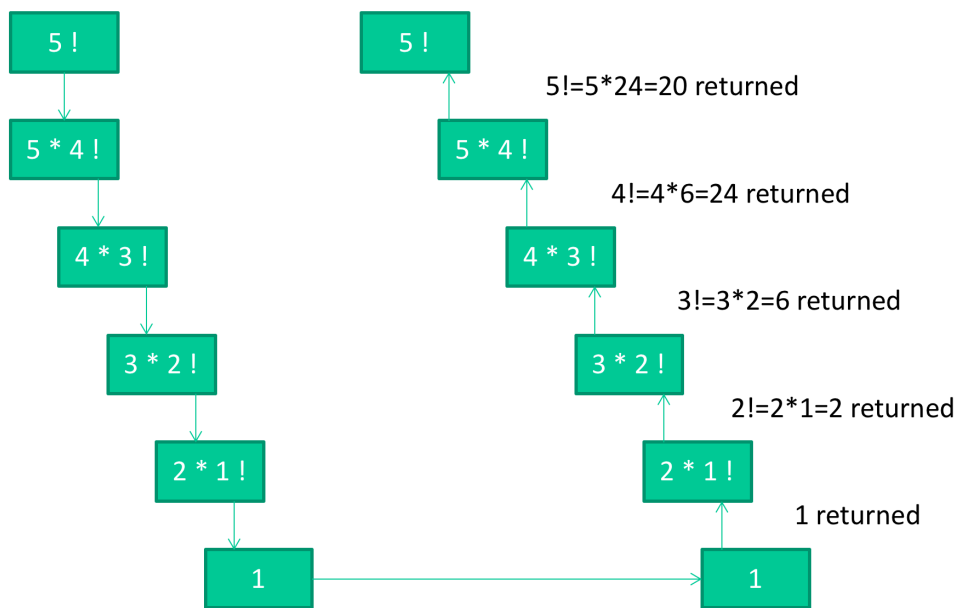 5 !
5 !
5!=5*24=20 returned
5 * 4 !
5 * 4 !
4!=4*6=24 returned
4 * 3 !
4 * 3 !
3!=3*2=6 returned
3 * 2 !
3 * 2 !
2!=2*1=2 returned
2 * 1 !
2 * 1 !
1 returned
1
1